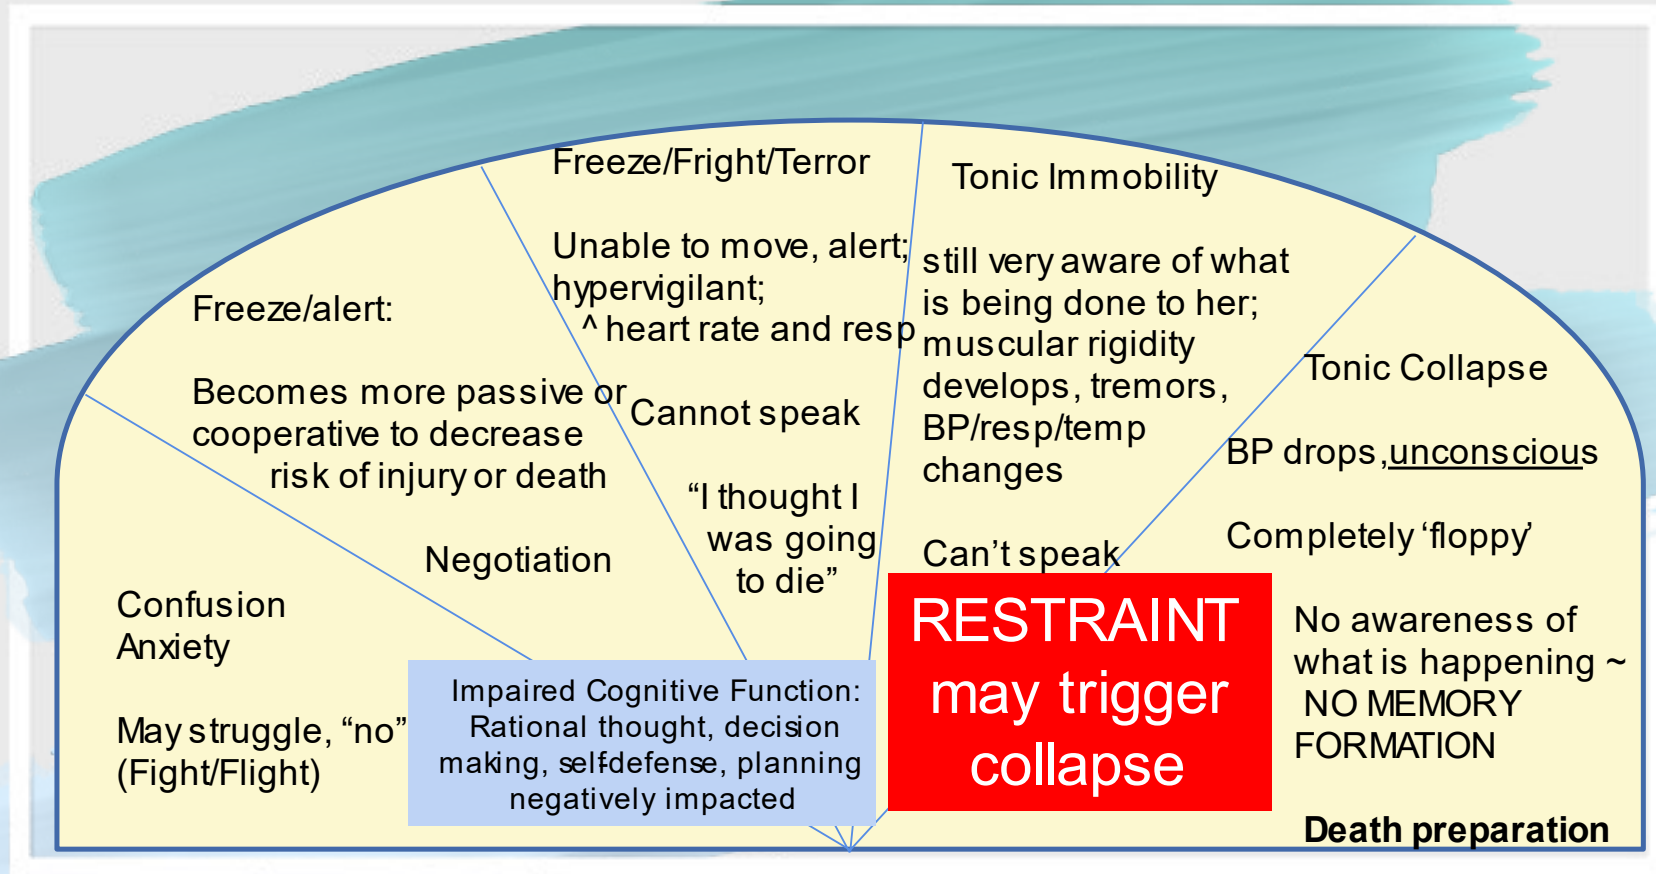 Confusion
Anxiety
May struggle, “no”
(Fight/Flight)
Freeze/alert:
Becomes more passive or
cooperative to decrease
risk of injury or death
Negotiation
Freeze/Fright/Terror
Unable to move, alert;
hypervigilant;
^ heart rate and resp
Cannot speak
“I thought I
was going
to die”
Tonic Immobility
still very aware of what
is being done to her;
muscular rigidity
develops, tremors,
BP/resp/temp
changes
Can’t speak
Tonic Collapse
BP drops,unconscious
Completely ‘floppy’
No awareness of
what is happening ~
NO MEMORY
FORMATION
Death preparation
Impaired Cognitive Function:
Rational thought, decision
making, self-defense, planning
negatively impacted
RESTRAINT
may trigger
collapse